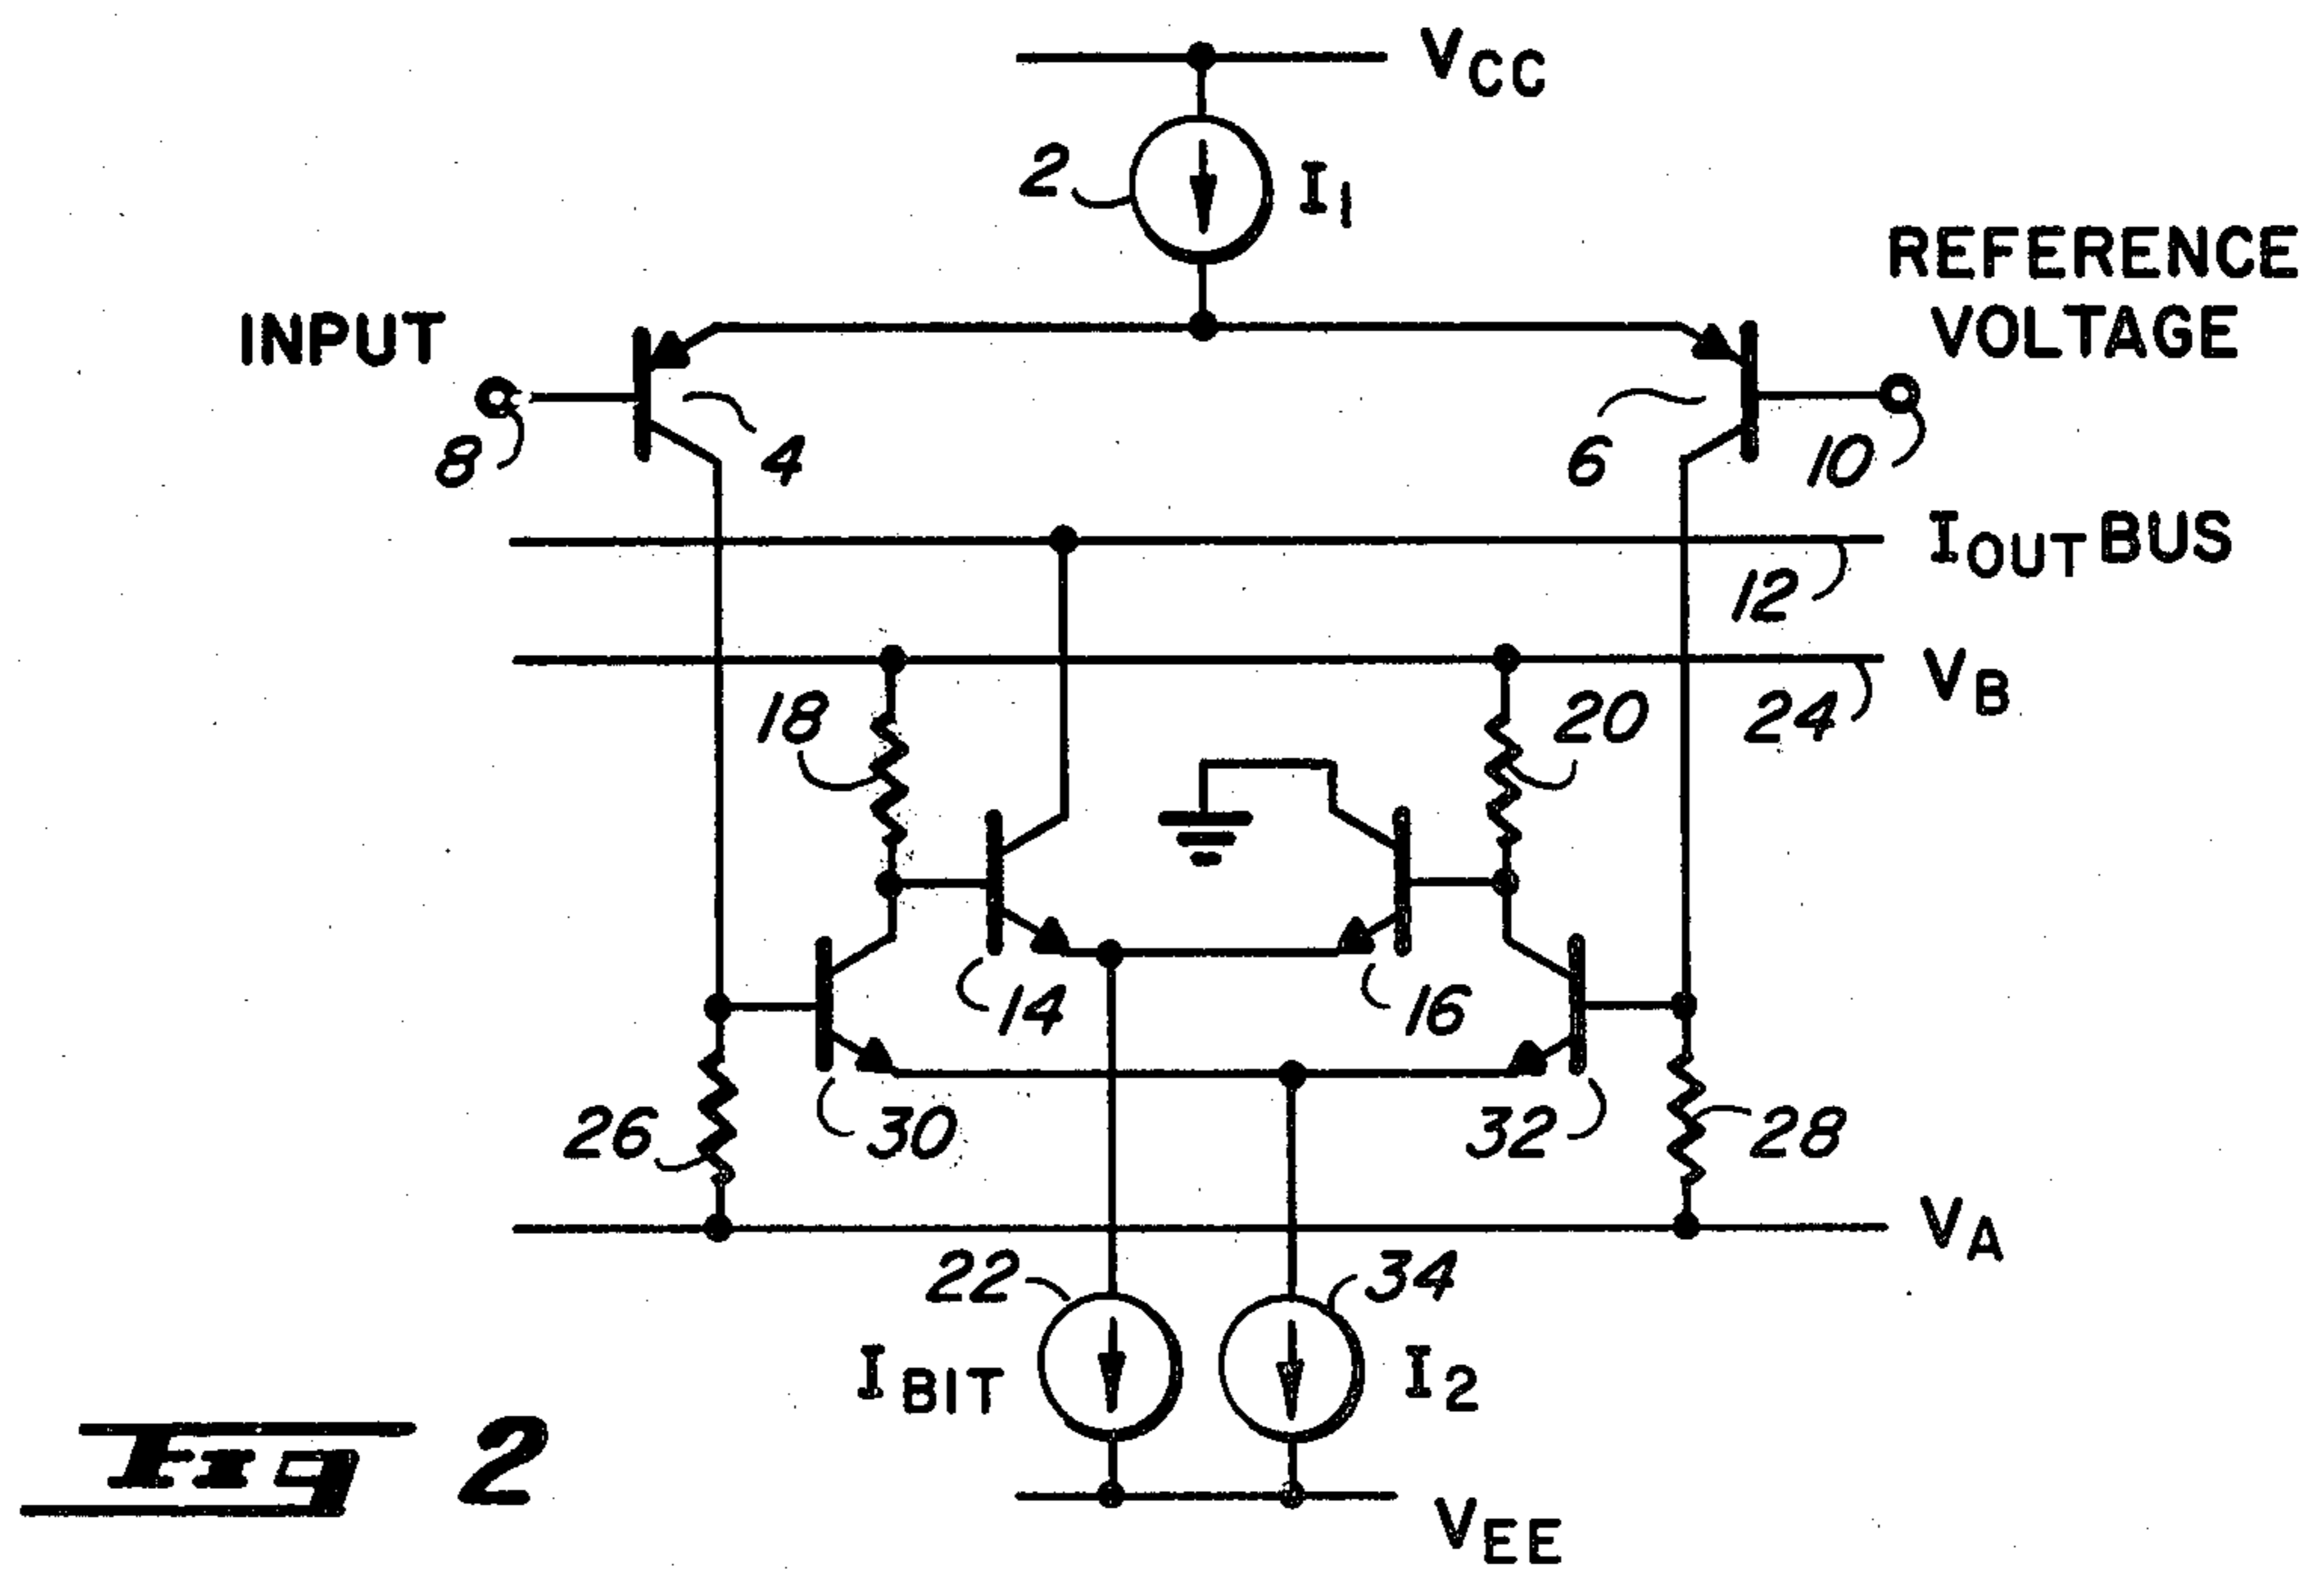 VCC
2 I1
REFERENCE
VOLTAGE
INPUT
8 4 6 10
IOUT BUS
12
VB
18 20 24
14 16
26 30 32 28
VA
22 34
IBIT I2
Fig 2
VEE